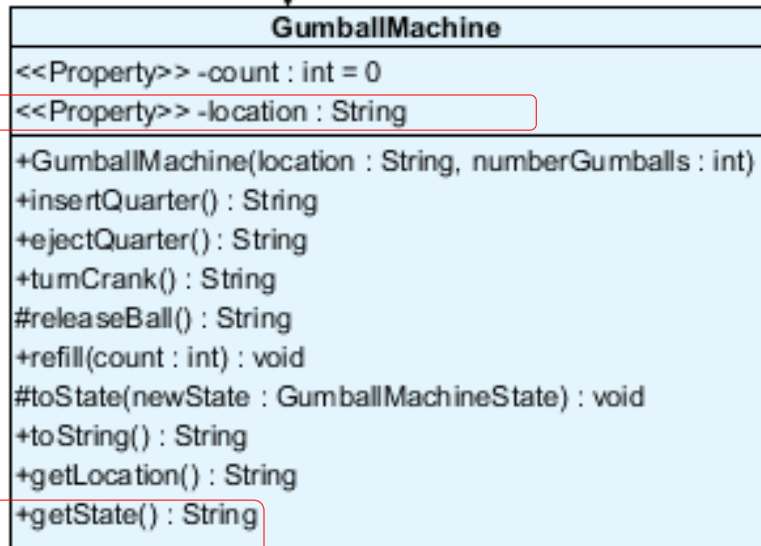 GumballMachine
<<Property>> -count : int = 0
<<Property>> -location : String
+GumballMachine(location : String, numberGumballs : int)
+insertQuarter() : String
+ejectQuarter() : String
+turnCrank() : String
#releaseBall() : String
+refill(count : int) : void
#toState(newState : GumballMachineState) : void
+toString() : String
+getLocation() : String
+getState() : String